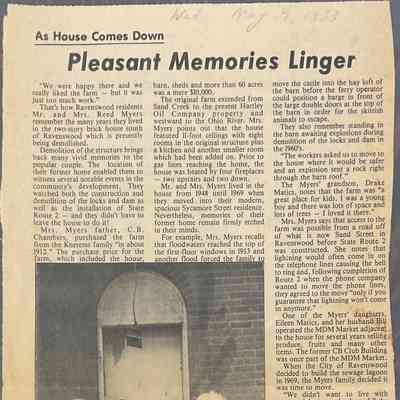 Wed. May 4, 1983
As House Comes Down
Pleasant Memories Linger
"We were happy there and we
really liked the farm — but it was
just too much work."
That's how Ravenswood residents
Mr. and Mrs. Reed Myers
remember the many years they lived
in the two-story brick house south
of Ravenswood which is presently
being demolished.
Demolition of the structure brings
back many vivid memories to the
popular couple. The location of
their former home enabled them to
witness several notable events in the
community's development. They
watched both the construction and
demolition of the locks and dam as
well as the installation of State
Route 2 — and they didn't have to
leave the house to do it!
Mrs. Myers father, C.B.
Chambers, purchased the farm
from the Koerens family "in about
1912." The purchase price for the
farm, which included the house,
barn, sheds and more than 60 acres
was a mere $10,000.
The original farm extended from
Sand Creek to the present Hartley
Oil Company property and
westward to the Ohio River. Mrs.
Myers points out that the house
featured 11-foot ceilings with eight
rooms in the original structure plus
a kitchen and another smaller room
which had been added on. Prior to
gas lines reaching the home, the
house was heated by four fireplaces
— two upstairs and two down.
Mr. and Mrs. Myers lived in the
house from 1948 until 1969 when
they moved into their modern,
spacious Sycamore Street residence.
Nevertheless, memories of their
former home remain firmly etched
in their minds.
For example, Mrs. Myers recalls
that floodwaters reached the top of
the first-floor windows in 1913 and
another flood forced the family to
move the cattle into the hay loft of
the barn before the ferry operator
could position a barge in front of
the large double doors at the top of
the barn in order for the skittish
animals to escape.
They also remember standing in
the barn awaiting explosions during
demolition of the locks and dam in
the 1960's.
"The workers asked us to move to
the house where it would be safer
and an explosion sent a rock right
through the barn roof."
The Myers' grandson, Drake
Matics, notes that the farm was "a
great place for kids. I was a young
boy and there was lots of space and
lots of trees — I loved it there."
Mrs. Myers says that access to the
farm was possible from a road off
of what is now Sand Street in
Ravenswood before State Route 2
was constructed. She notes that
lightning would often come in on
the telephone lines causing the bell
to ring and, following completion of
Route 2 when the phone company
wanted to move the phone lines,
they agreed to the move "only if you
guarantee that lightning won't come
in anymore."
One of the Myers' daughters,
Eileen Matics, and her husband Bill
operated the MDM Market adjacent
to the house for several years selling
produce, fruits and many other
items. The former CB Club Building
was once part of the MDM Market.
When the City of Ravenswood
decided to build the sewage lagoon
in 1969, the Myers family decided it
was time to move.
"We didn't want to live with